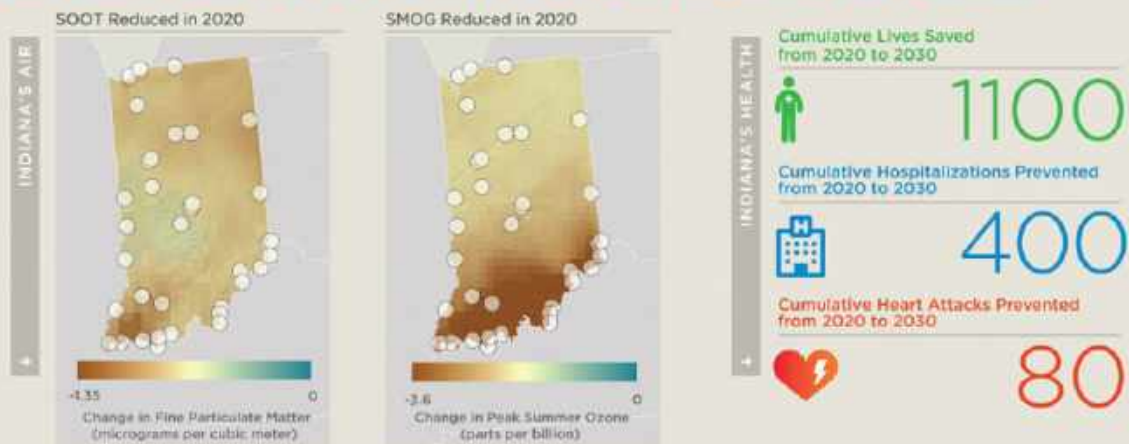 SOOT Reduced in 2020
INDIANA'S AIR
-1.35
0
Change in Fine Particulate Matter
(micrograms per cubic meter)
SMOG Reduced in 2020
-3.6
0
Change in Peak Summer Ozone
(parts per billion)
INDIANA'S HEALTH
Cumulative Lives Saved
from 2020 to 2030
1100
Cumulative Hospitalizations Prevented
from 2020 to 2030
H
400
Cumulative Heart Attacks Prevented
from 2020 to 2030
80